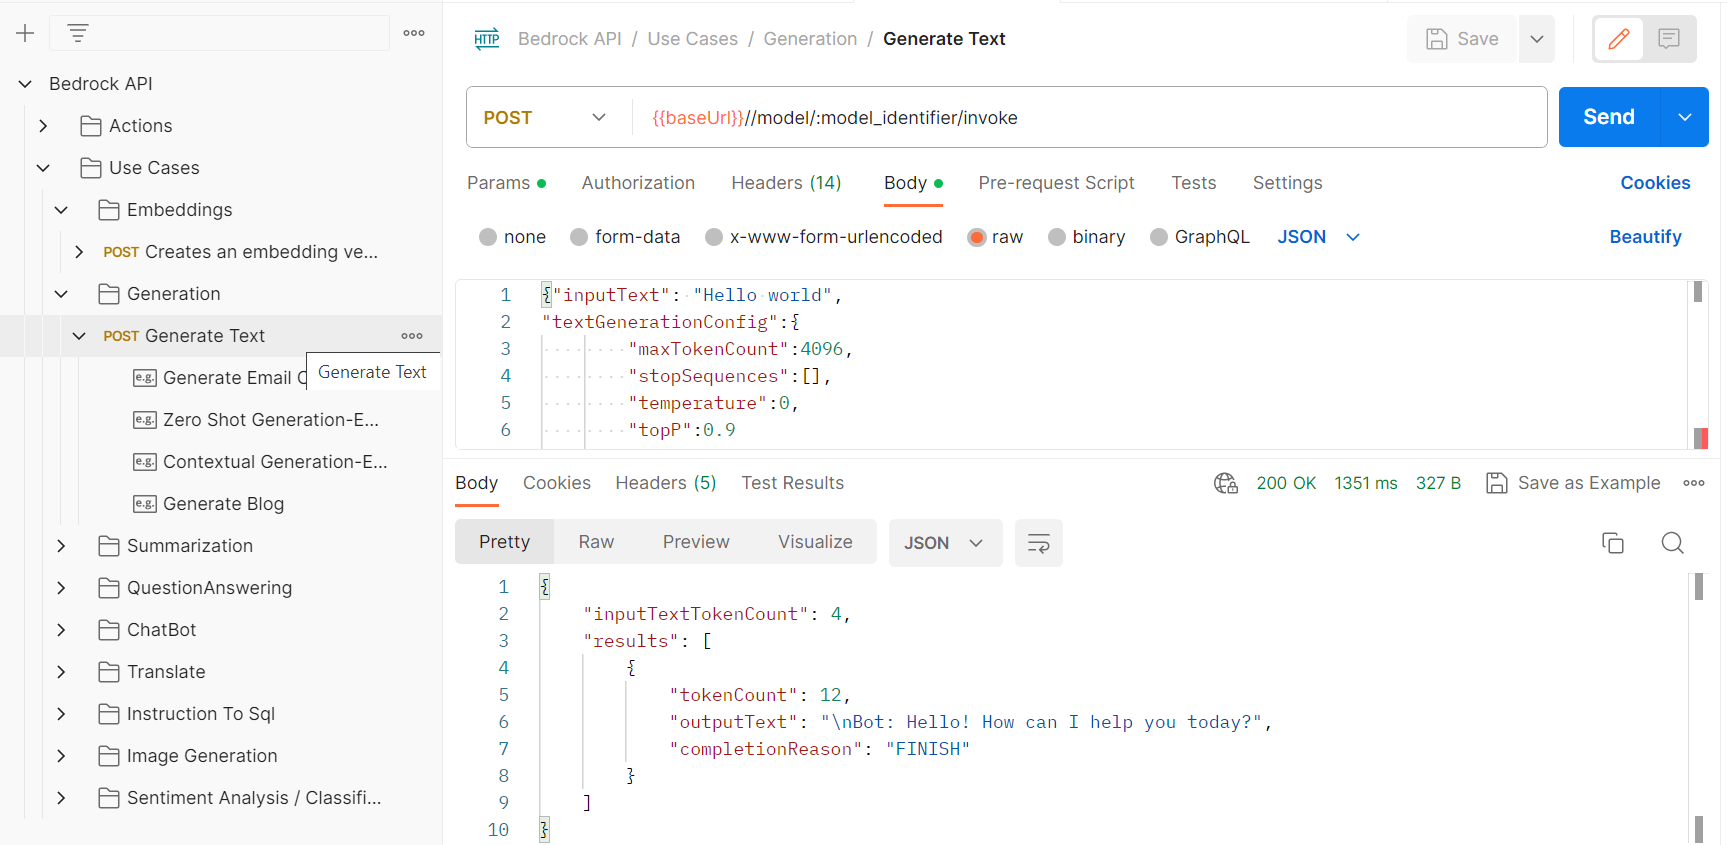 Bedrock API
Actions
Use Cases
Embeddings
POST Creates an embedding ve...
Generation
POST Generate Text
Generate Text
e.g. Generate Email
e.g. Zero Shot Generation-E...
e.g. Contextual Generation-E...
e.g. Generate Blog
Summarization
QuestionAnswering
ChatBot
Translate
Instruction To Sql
Image Generation
Sentiment Analysis / Classifi...
HTTP Bedrock API / Use Cases / Generation / Generate Text
Save
POST {{baseUrl}}//model/:model_identifier/invoke
Send
Params Authorization Headers (14) Body Pre-request Script Tests Settings Cookies
none form-data x-www-form-urlencoded raw binary GraphQL JSON Beautify
1 {"inputText": "Hello world",
2 "textGenerationConfig":{
3 "maxTokenCount":4096,
4 "stopSequences":[],
5 "temperature":0,
6 "topP":0.9
Body Cookies Headers (5) Test Results 200 OK 1351 ms 327 B Save as Example
Pretty Raw Preview Visualize JSON
1 {
2 "inputTextTokenCount": 4,
3 "results": [
4 {
5 "tokenCount": 12,
6 "outputText": "\nBot: Hello! How can I help you today?",
7 "completionReason": "FINISH"
8 }
9 ]
10 }